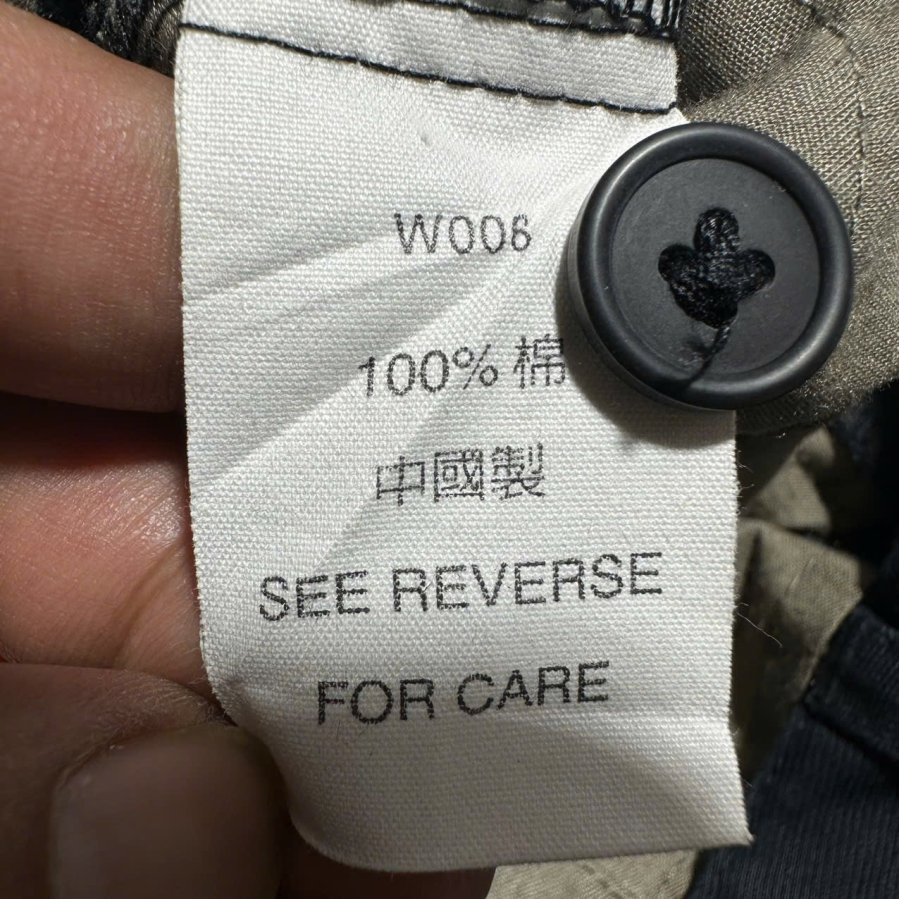 W006
100% 棉
中國製
SEE REVERSE
FOR CARE